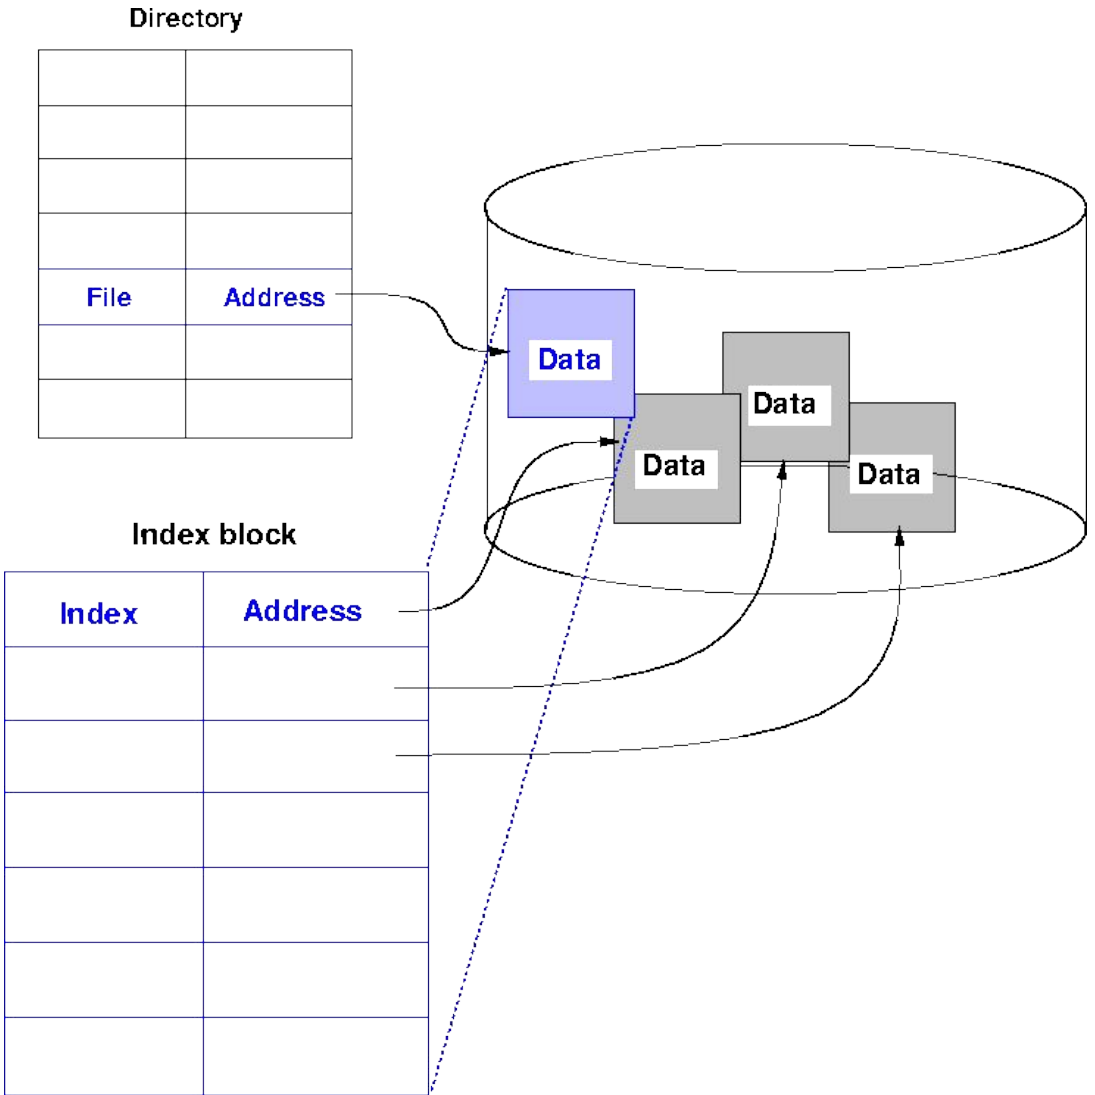 Directory
File Address
Data
Data
Data
Data
Index block
Index Address